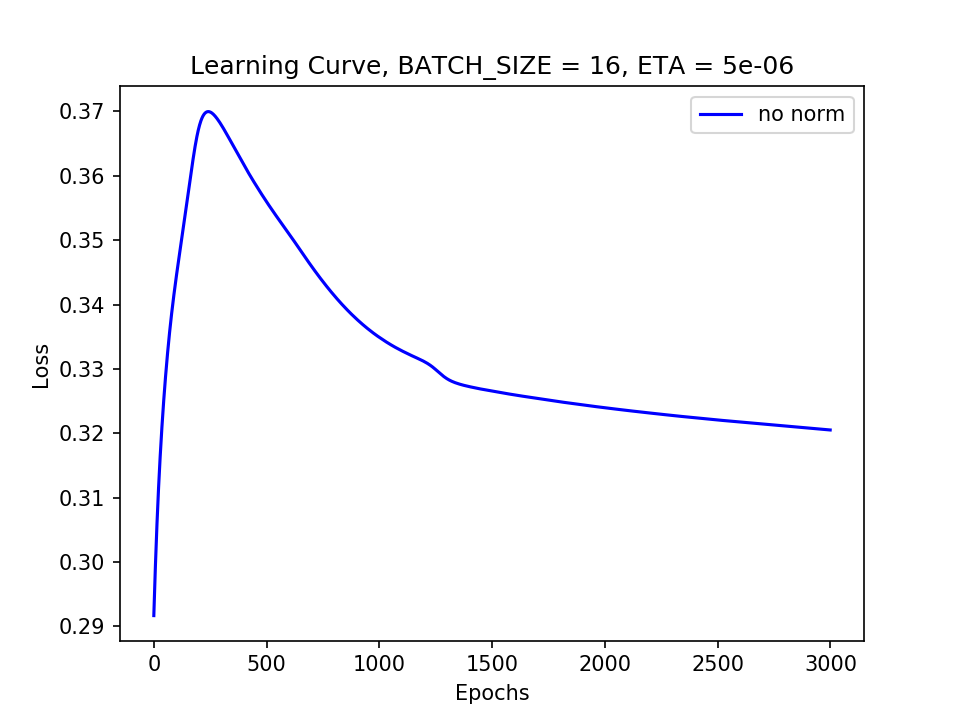 Learning Curve, BATCH_SIZE = 16, ETA = 5e-06
no norm
0.37
0.36
0.35
0.34
0.33
0.32
0.31
0.30
0.29
Loss
0 500 1000 1500 2000 2500 3000
Epochs